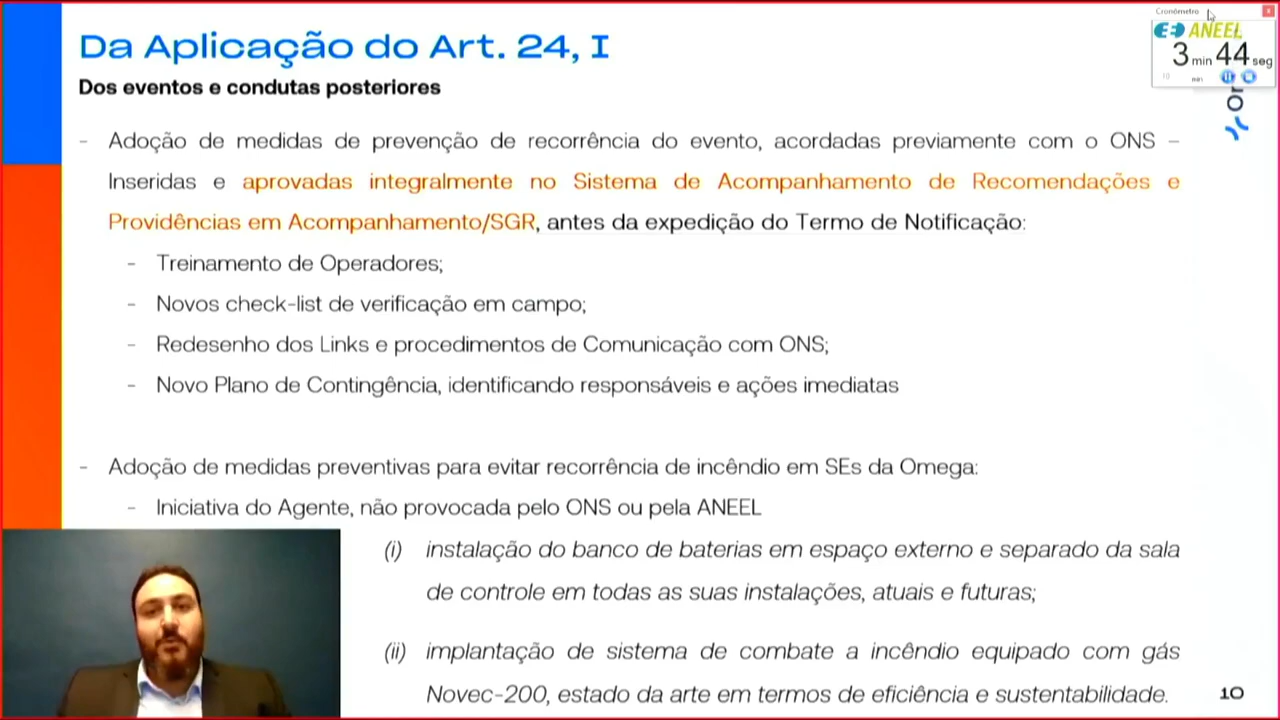 Cronômetro
ANEEL
3 min 44 seg
10 min
Da Aplicação do Art. 24, I
Dos eventos e condutas posteriores
- Adoção de medidas de prevenção de recorrência do evento, acordadas previamente com o ONS –
Inseridas e aprovadas integralmente no Sistema de Acompanhamento de Recomendações e
Providências em Acompanhamento/SGR, antes da expedição do Termo de Notificação:
- Treinamento de Operadores;
- Novos check-list de verificação em campo;
- Redesenho dos Links e procedimentos de Comunicação com ONS;
- Novo Plano de Contingência, identificando responsáveis e ações imediatas
- Adoção de medidas preventivas para evitar recorrência de incêndio em SEs da Omega:
- Iniciativa do Agente, não provocada pelo ONS ou pela ANEEL
(i) instalação do banco de baterias em espaço externo e separado da sala
de controle em todas as suas instalações, atuais e futuras;
(ii) implantação de sistema de combate a incêndio equipado com gás
Novec-200, estado da arte em termos de eficiência e sustentabilidade.
10